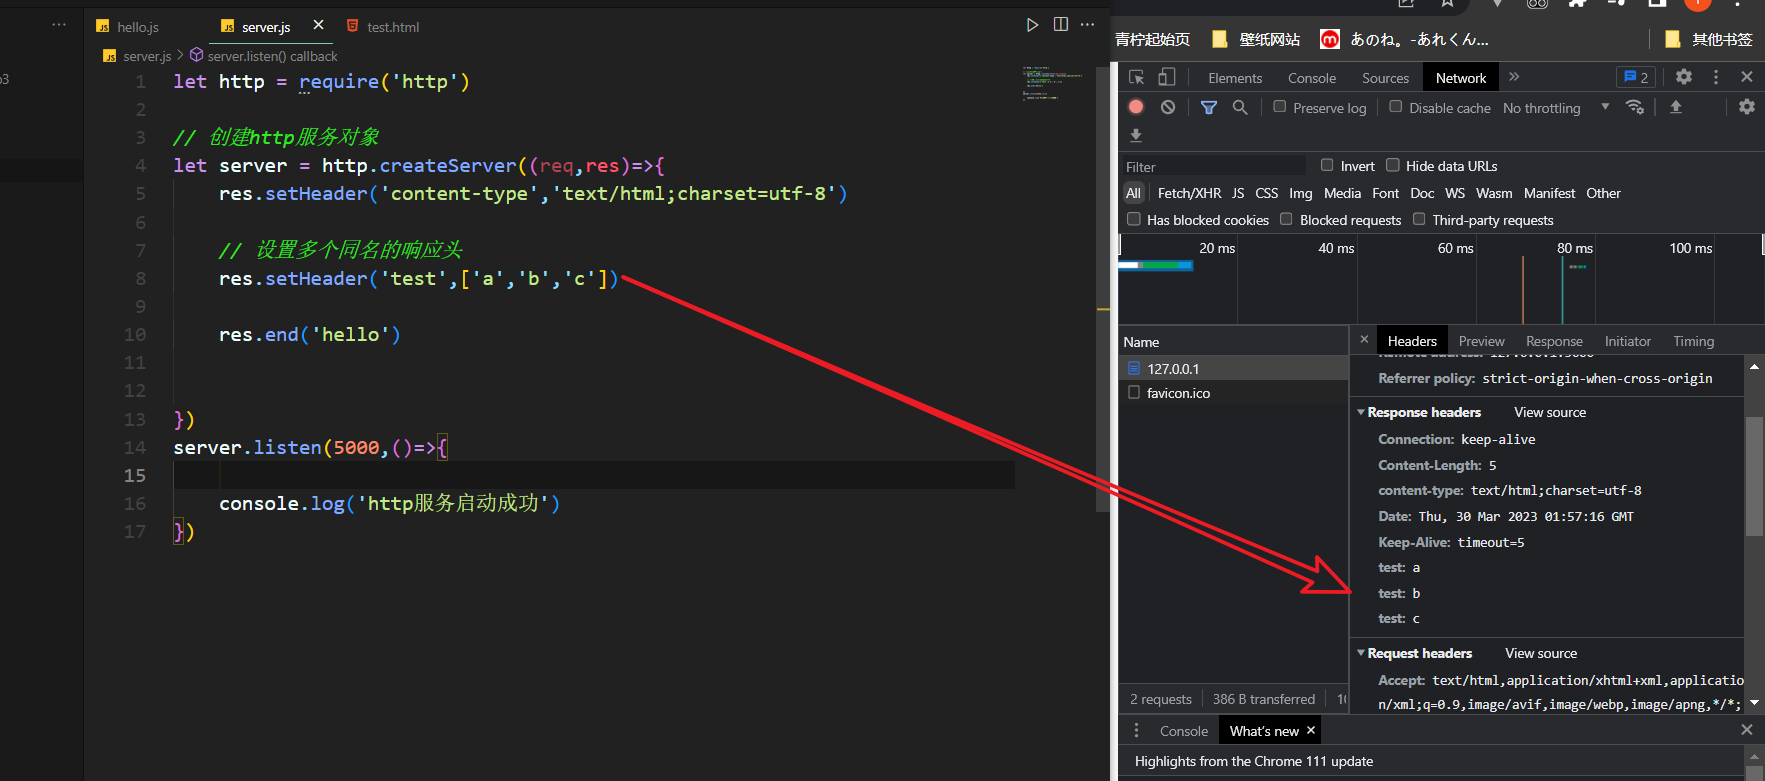 hello.js
server.js
test.html
server.js > server.listen() callback
1 let http = require('http')
2
3 // 创建http服务对象
4 let server = http.createServer((req,res)=>{
5 res.setHeader('content-type','text/html;charset=utf-8')
6
7 // 设置多个同名的响应头
8 res.setHeader('test',['a','b','c'])
9
10 res.end('hello')
11
12
13 })
14 server.listen(5000,()=>{
15
16 console.log('http服务启动成功')
17 })
青柠起始页 壁纸网站 あのね。-あれくん... 其他书签
Elements Console Sources Network » 2
Preserve log Disable cache No throttling
Filter Invert Hide data URLs
All Fetch/XHR JS CSS Img Media Font Doc WS Wasm Manifest Other
Has blocked cookies Blocked requests Third-party requests
20 ms 40 ms 60 ms 80 ms 100 ms
Name
127.0.0.1
favicon.ico
2 requests 386 B transferred
Headers Preview Response Initiator Timing
Referrer policy: strict-origin-when-cross-origin
Response headers View source
Connection: keep-alive
Content-Length: 5
content-type: text/html;charset=utf-8
Date: Thu, 30 Mar 2023 01:57:16 GMT
Keep-Alive: timeout=5
test: a
test: b
test: c
Request headers View source
Accept: text/html,application/xhtml+xml,applicatio
n/xml;q=0.9,image/avif,image/webp,image/apng,*/*;
Console What's new
Highlights from the Chrome 111 update